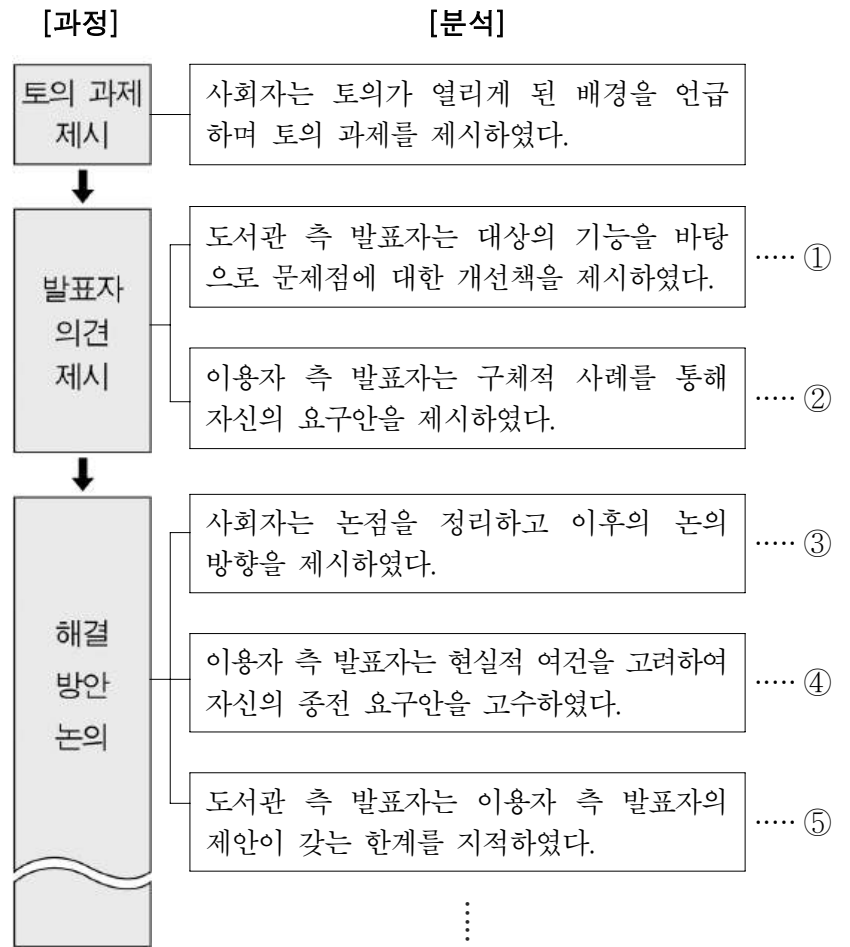 [과정] [분석]
토의 과제
제시
사회자는 토의가 열리게 된 배경을 언급
하며 토의 과제를 제시하였다.
발표자
의견
제시
도서관 측 발표자는 대상의 기능을 바탕
으로 문제점에 대한 개선책을 제시하였다.
····· ①
이용자 측 발표자는 구체적 사례를 통해
자신의 요구안을 제시하였다.
····· ②
해결
방안
논의
사회자는 논점을 정리하고 이후의 논의
방향을 제시하였다.
····· ③
이용자 측 발표자는 현실적 여건을 고려하여
자신의 종전 요구안을 고수하였다.
····· ④
도서관 측 발표자는 이용자 측 발표자의
제안이 갖는 한계를 지적하였다.
····· ⑤